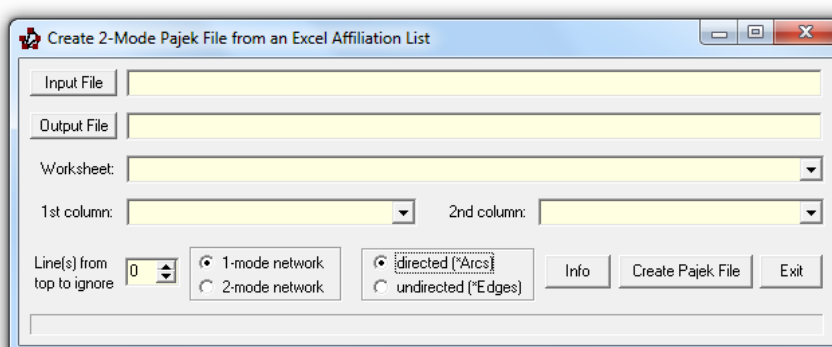 Create 2-Mode Pajek File from an Excel Affiliation List
Input File
Output File
Worksheet:
1st column: 2nd column:
Line(s) from top to ignore
0
1-mode network
2-mode network
directed (*Arcs)
undirected (*Edges)
Info
Create Pajek File
Exit